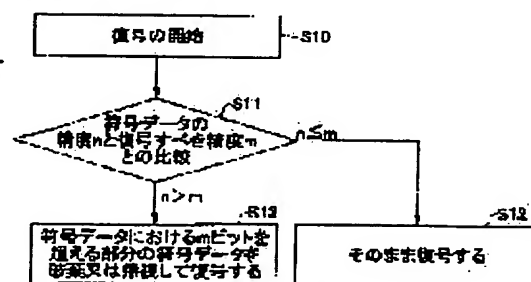 復号の開始
S10
S11
符号データの
精度nと復号すべき精度m
との比較
n≦m
n>m
S12
符号データにおけるmビットを
超える部分の符号データを
破棄又は無視して復号する
S13
そのまま復号する